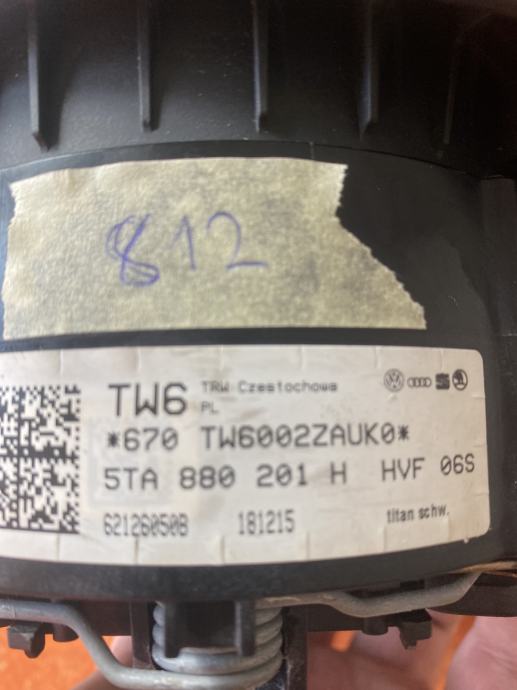 812
TW6 TRW Czestochowa
PL
*670 TW6002ZAUK0*
5TA 880 201 H HVF 06S
621260508 181215 titan schw.